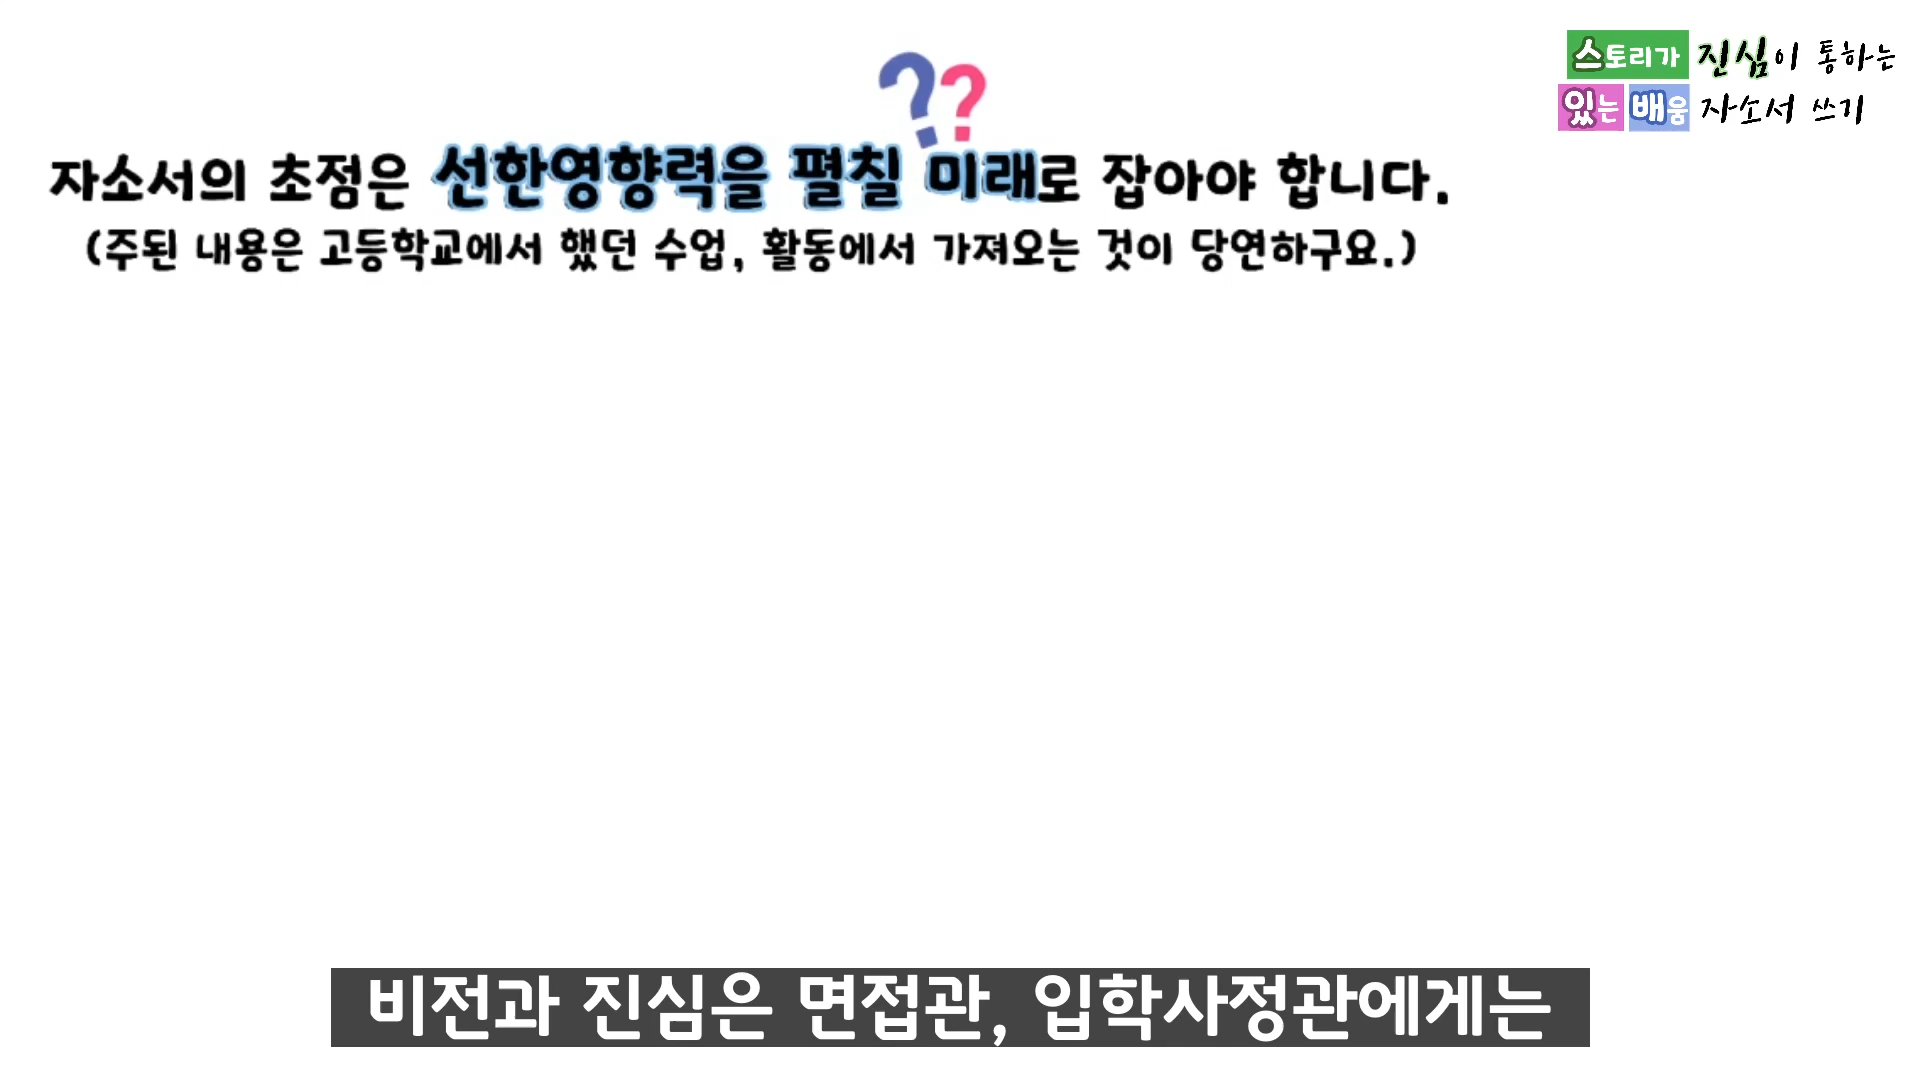 스토리가 진심이 통하는
있는 배움 자소서 쓰기
??
자소서의 초점은 선한영향력을 펼칠 미래로 잡아야 합니다.
(주된 내용은 고등학교에서 했던 수업, 활동에서 가져오는 것이 당연하구요.)
비전과 진심은 면접관, 입학사정관에게는